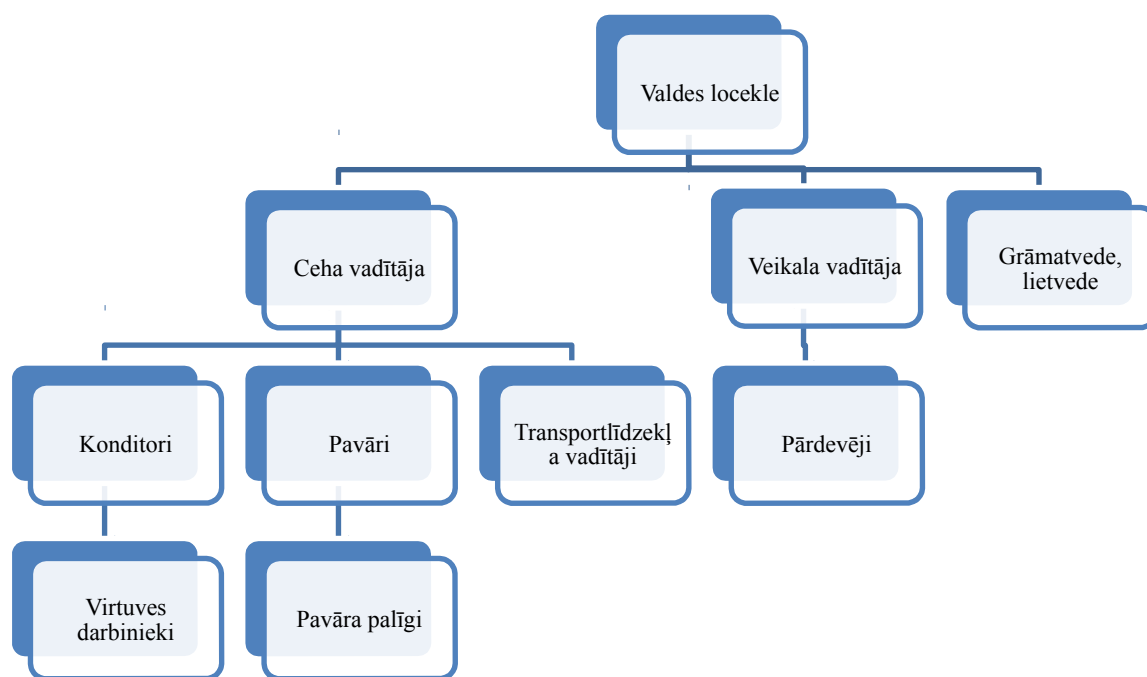 Valdes locekle
Ceha vadītāja
Veikala vadītāja
Grāmatvede,
lietvede
Konditori
Pavāri
Transportlīdzekļ
a vadītāji
Pārdevēji
Virtuves
darbinieki
Pavāra palīgi